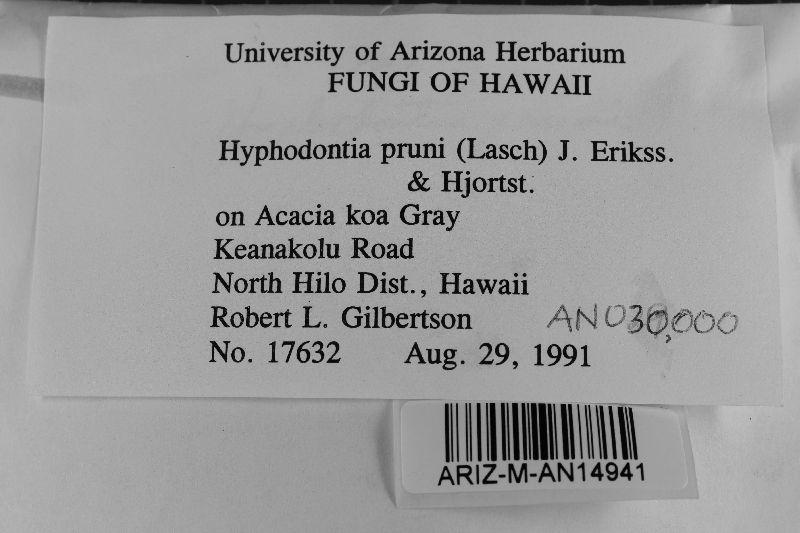 University of Arizona Herbarium
FUNGI OF HAWAII
Hyphodontia pruni (Lasch) J. Erikss.
& Hjortst.
on Acacia koa Gray
Keanakolu Road
North Hilo Dist., Hawaii
Robert L. Gilbertson AN030,000
No. 17632 Aug. 29, 1991
ARIZ-M-AN14941